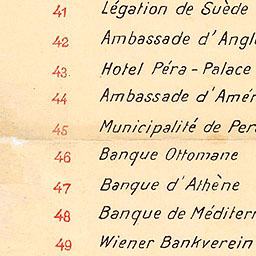 41 Légation de Suède
42 Ambassade d'Angl
43 Hotel Péra-Palace
44 Ambassade d'Amér
45 Municipalité de Per
46 Banque Ottomane
47 Banque d'Athène
48 Banque de Méditerr
49 Wiener Bankverein